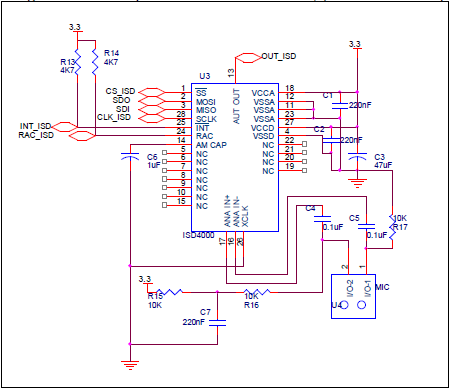 3.3
3.3
R13
4K7
R14
4K7
OUT_ISD
13
U3
CS_ISD
SDO
SDI
CLK_ISD
INT_ISD
RAC_ISD
1
2
3
28
25
24
14
5
6
7
8
9
10
15
SS
MOSI
MISO
SCLK
INT
RAC
AM CAP
NC
NC
NC
NC
NC
NC
NC
AUT OUT
VCCA
VSSA
VSSA
VSSA
VCCD
VSSD
NC
NC
NC
NC
18
12
11
23
27
4
22
21
20
19
ANA IN+
ANA IN-
XCLK
17
16
26
ISD4000
C1
220nF
C2
220nF
C3
47uF
C6
1uF
C4
0.1uF
C5
0.1uF
10K
R17
3.3
R15
10K
10K
R16
C7
220nF
2
1
I/O-2
I/O-1
MIC
U4